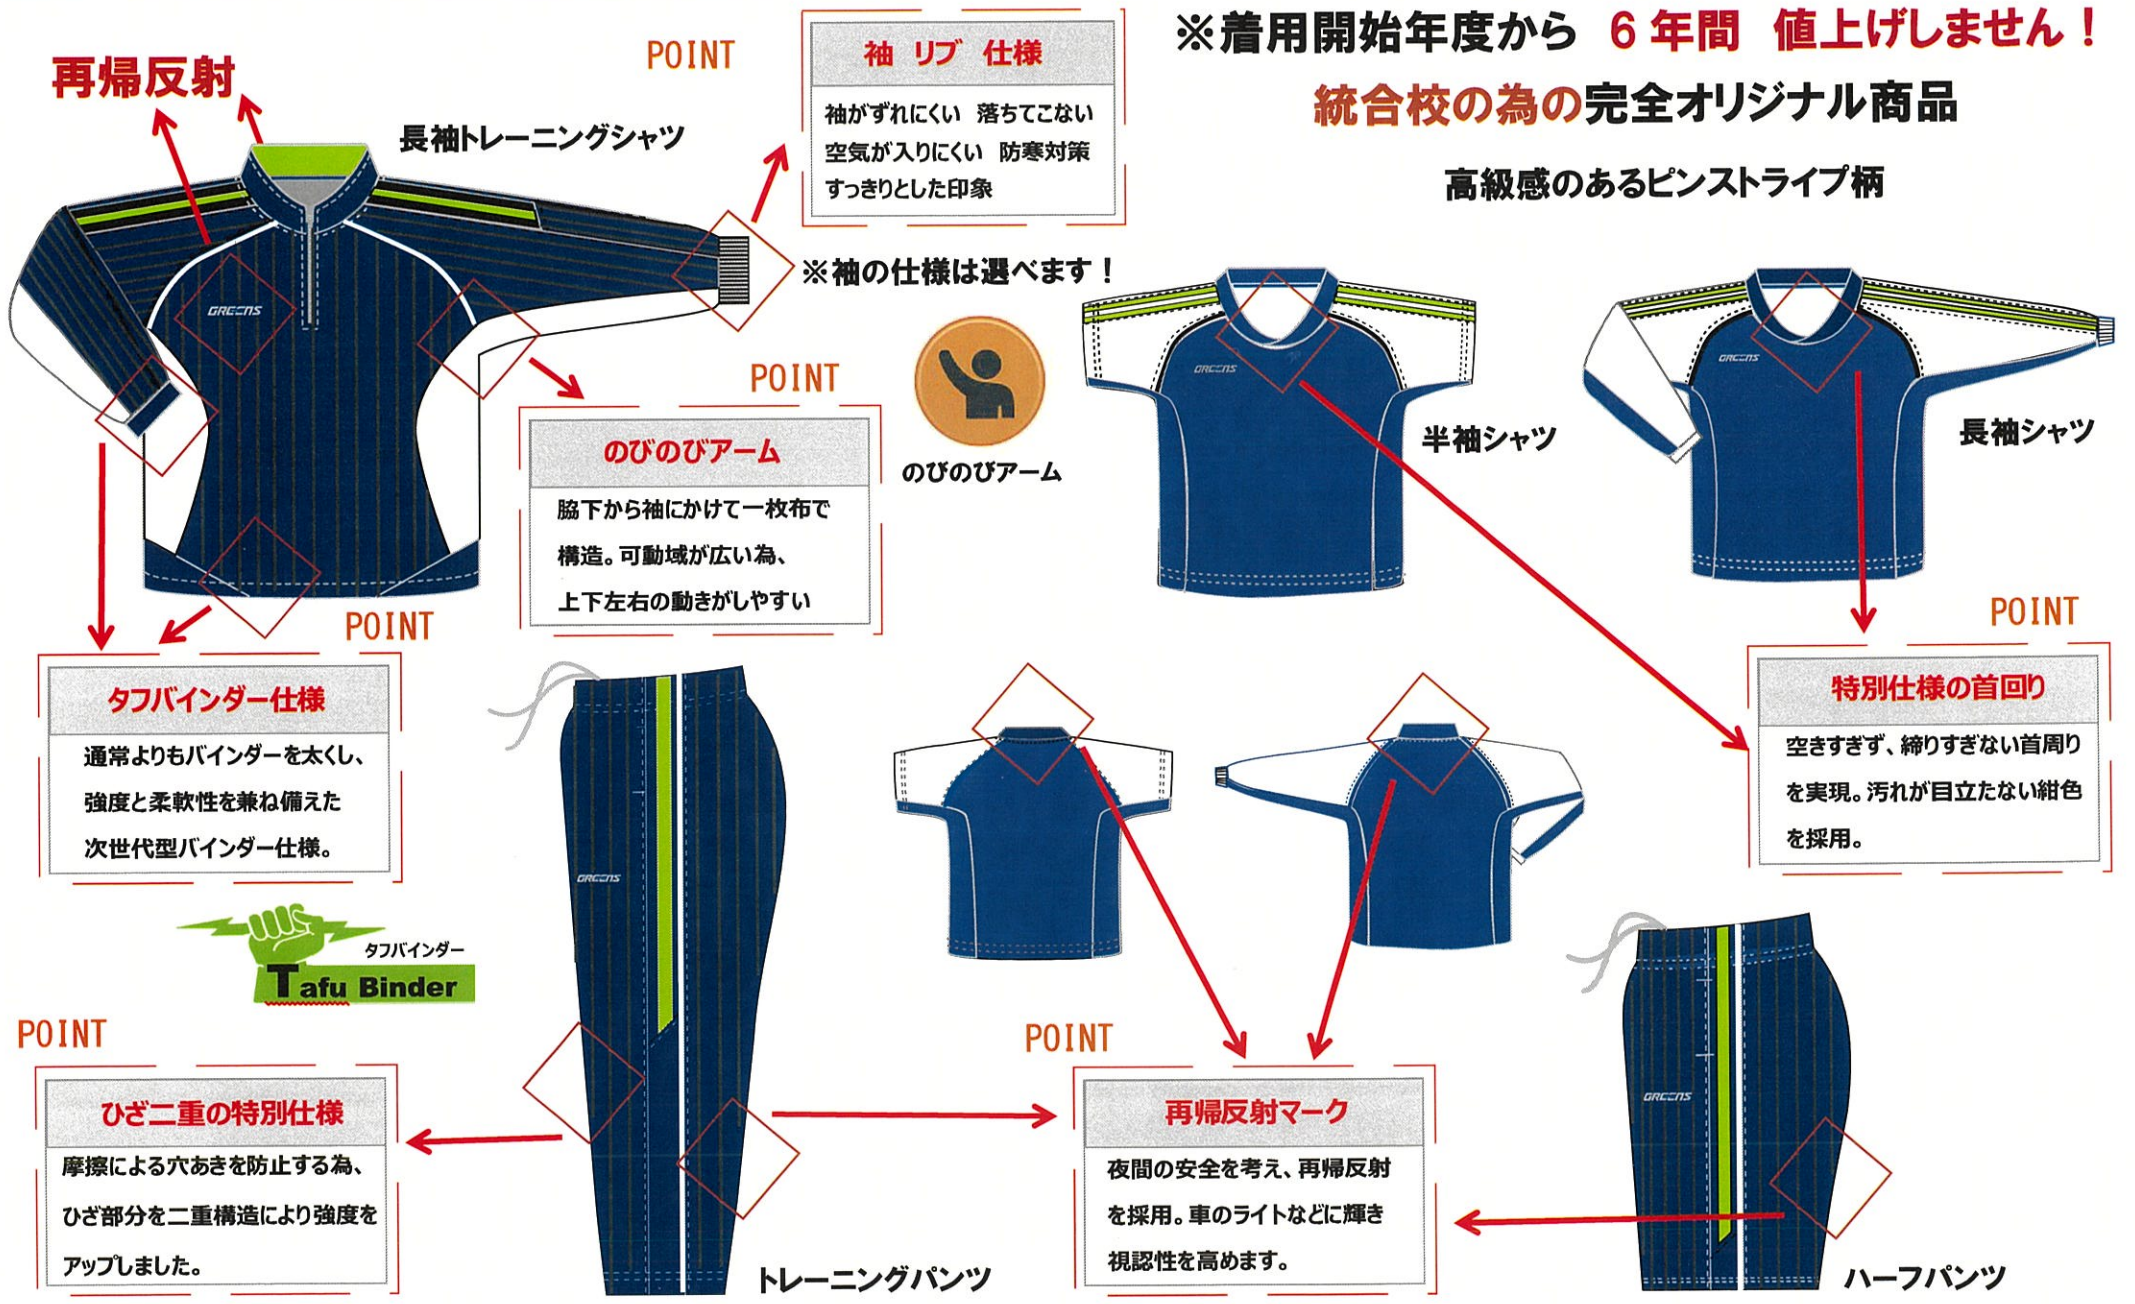 ※着用開始年度から 6年間 値上げしません！
統合校の為の完全オリジナル商品
高級感のあるピンストライプ柄
再帰反射
長袖トレーニングシャツ
GREENS
POINT
袖 リブ 仕様
袖がずれにくい 落ちてこない
空気が入りにくい 防寒対策
すっきりとした印象
※袖の仕様は選べます！
POINT
のびのびアーム
脇下から袖にかけて一枚布で
構造。可動域が広い為、
上下左右の動きがしやすい
のびのびアーム
GREENS
半袖シャツ
GREENS
長袖シャツ
POINT
タフバインダー仕様
通常よりもバインダーを太くし、
強度と柔軟性を兼ね備えた
次世代型バインダー仕様。
タフバインダー
Tafu Binder
POINT
特別仕様の首回り
空きすぎず、締りすぎない首周り
を実現。汚れが目立たない紺色
を採用。
POINT
ひざ二重の特別仕様
摩擦による穴あきを防止する為、
ひざ部分を二重構造により強度を
アップしました。
GREENS
トレーニングパンツ
POINT
再帰反射マーク
夜間の安全を考え、再帰反射
を採用。車のライトなどに輝き
視認性を高めます。
GREENS
ハーフパンツ